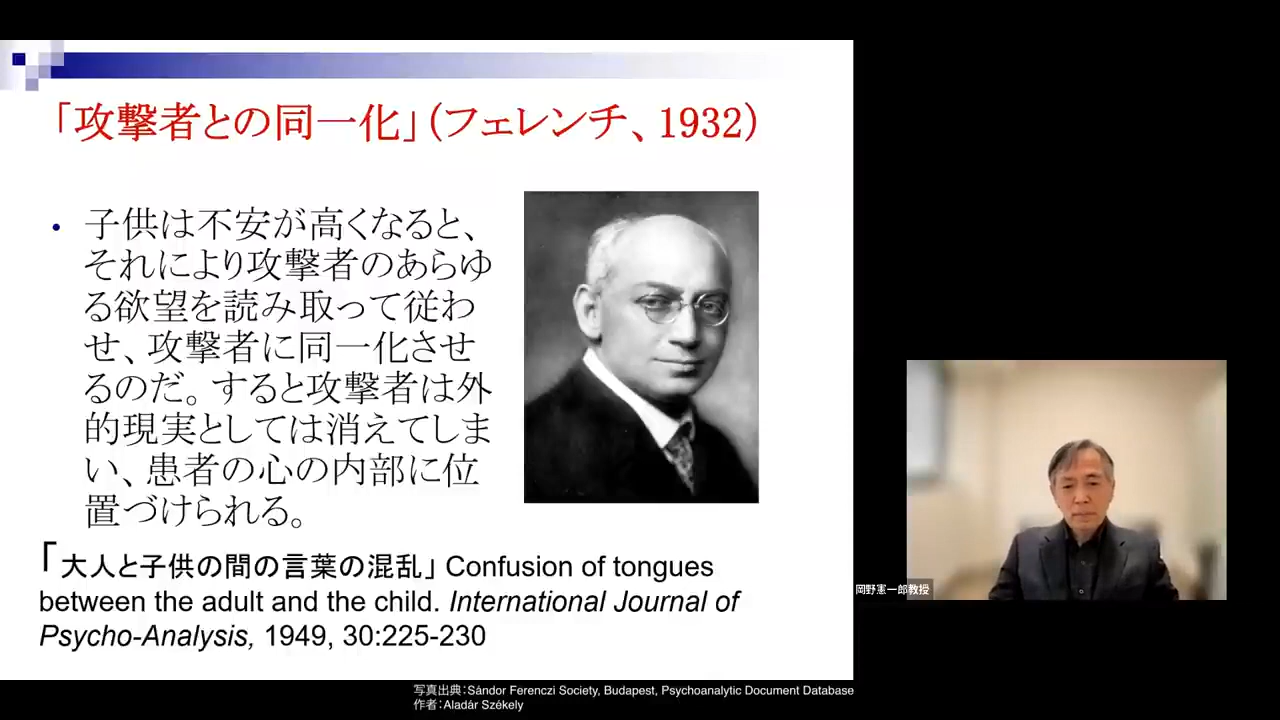 「攻撃者との同一化」（フェレンチ、1932）
• 子供は不安が高くなると、
それにより攻撃者のあらゆ
る欲望を読み取って従わ
せ、攻撃者に同一化させ
るのだ。すると攻撃者は外
的現実としては消えてしま
い、患者の心の内部に位
置づけられる。
「大人と子供の間の言葉の混乱」 Confusion of tongues
between the adult and the child. International Journal of
Psycho-Analysis, 1949, 30:225-230
岡野憲一郎教授
写真出典：Sándor Ferenczi Society, Budapest, Psychoanalytic Document Database
作者：Aladár Székely